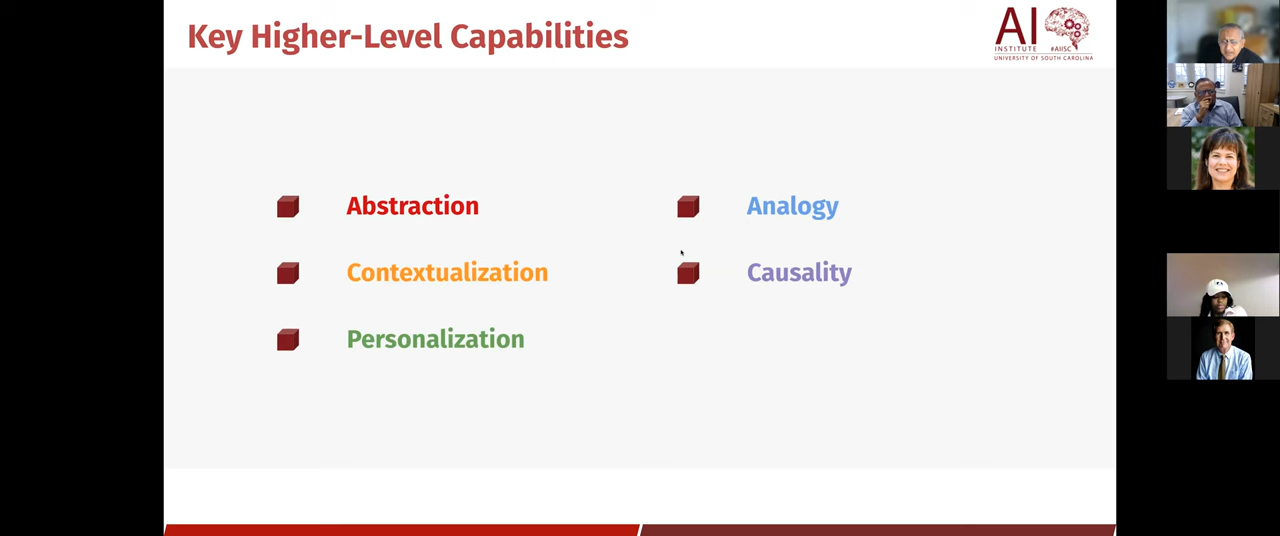 Key Higher-Level Capabilities
AI
INSTITUTE #AIISC
UNIVERSITY OF SOUTH CAROLINA
Abstraction
Contextualization
Personalization
Analogy
Causality